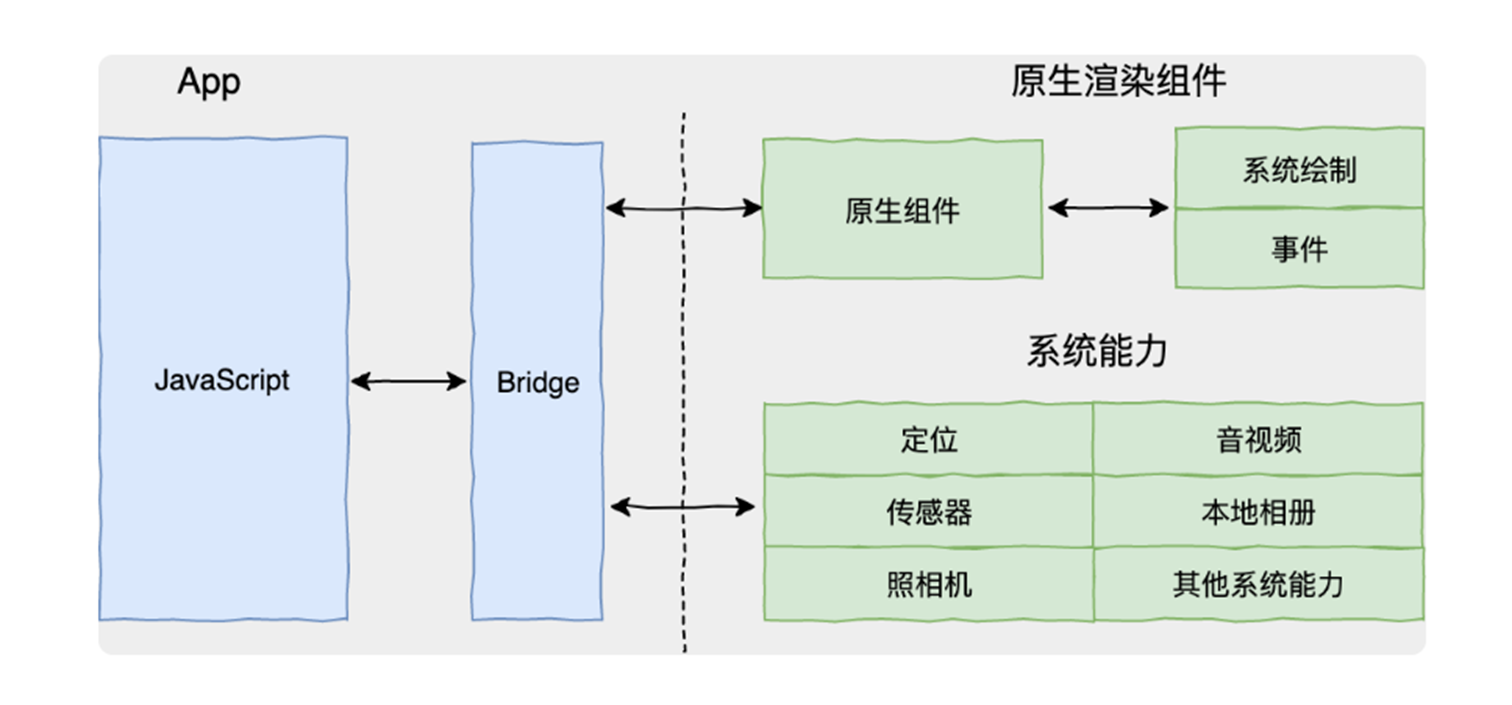 App
原生渲染组件
JavaScript
Bridge
原生组件
系统绘制
事件
系统能力
定位
音视频
传感器
本地相册
照相机
其他系统能力